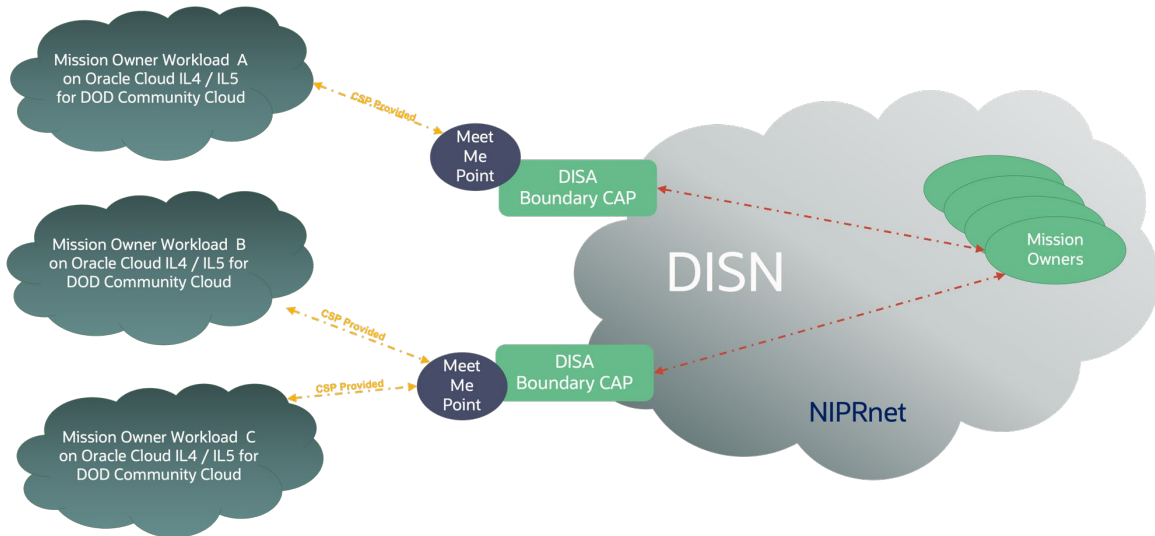 Mission Owner Workload A
on Oracle Cloud IL4 / IL5
for DOD Community Cloud
CSP Provided
Meet
Me
Point
DISA
Boundary CAP
Mission Owner Workload B
on Oracle Cloud IL4 / IL5 for
DOD Community Cloud
DISN
Mission
Owners
CSP Provided
CSP Provided
Meet
Me
Point
DISA
Boundary CAP
NIPRnet
Mission Owner Workload C
on Oracle Cloud IL4 / IL5 for
DOD Community Cloud